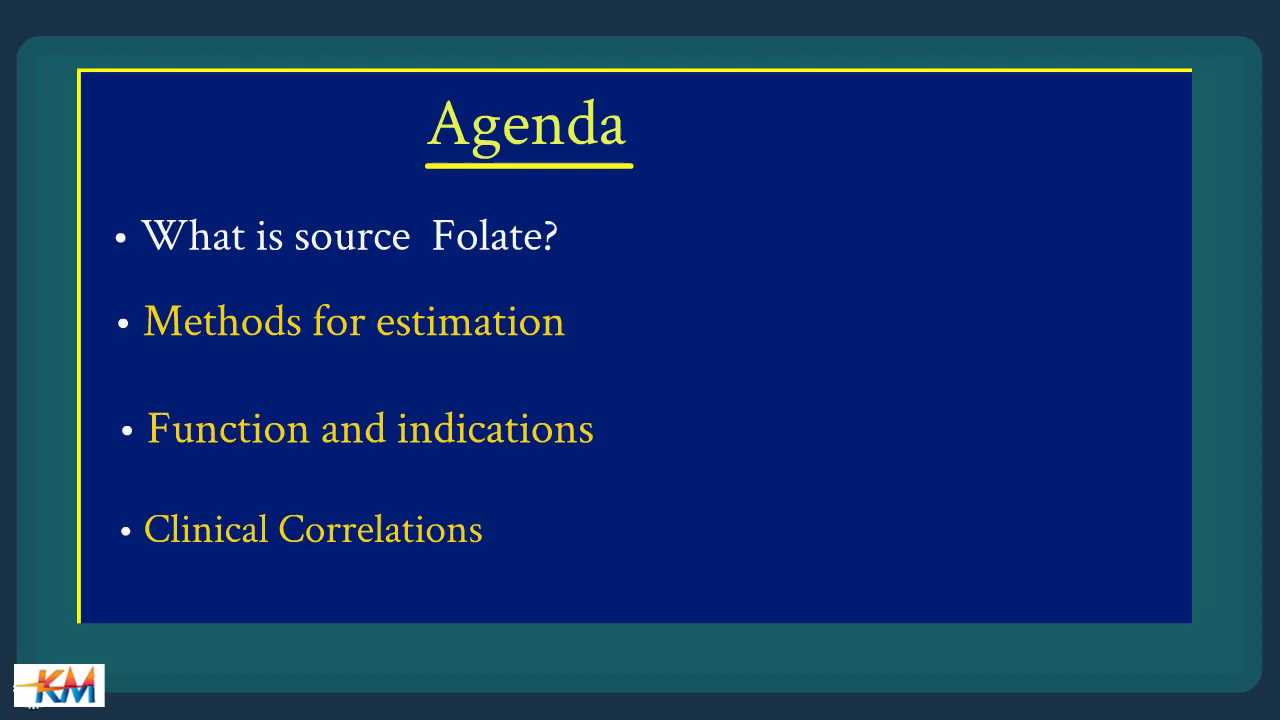 Agenda
• What is source Folate?
• Methods for estimation
• Function and indications
• Clinical Correlations
KM